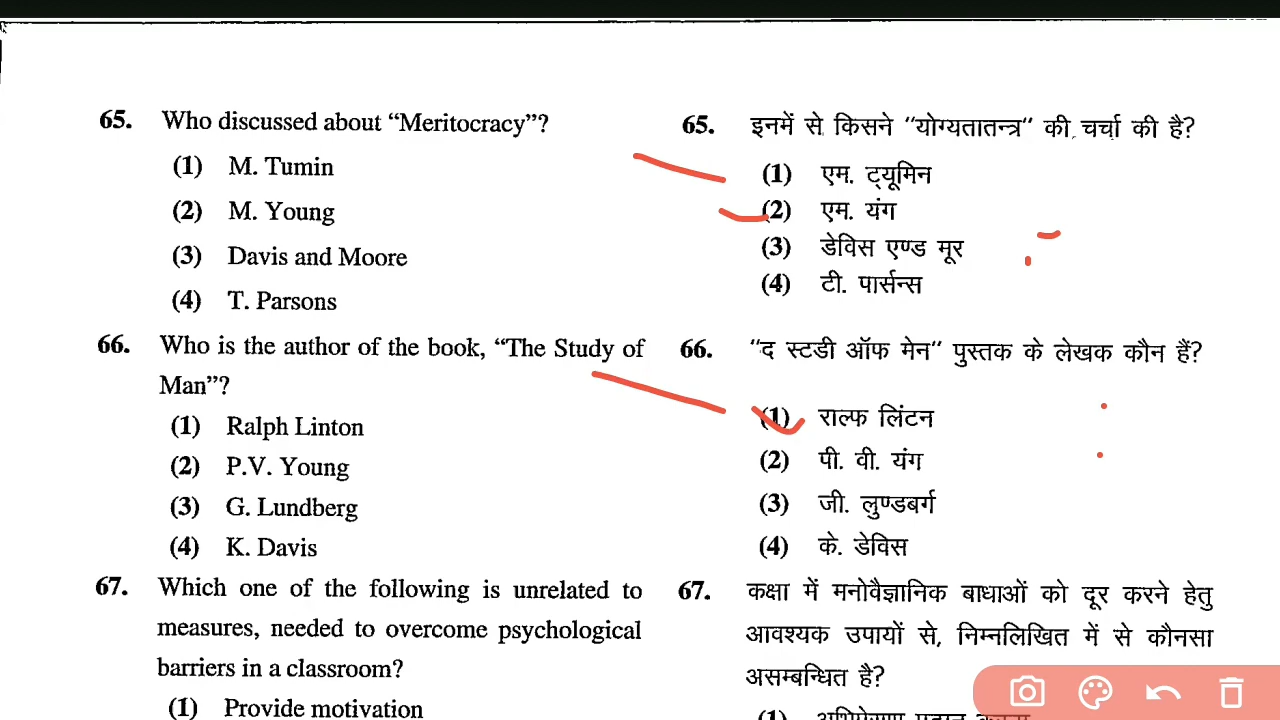 65. Who discussed about “Meritocracy”?
(1) M. Tumin
(2) M. Young
(3) Davis and Moore
(4) T. Parsons
66. Who is the author of the book, “The Study of
Man”?
(1) Ralph Linton
(2) P.V. Young
(3) G. Lundberg
(4) K. Davis
67. Which one of the following is unrelated to
measures, needed to overcome psychological
barriers in a classroom?
(1) Provide motivation
65. इनमें से किसने “योग्यतातन्त्र” की चर्चा की है?
(1) एम. ट्यूमिन
(2) एम. यंग
(3) डेविस एण्ड मूर
(4) टी. पार्सन्स
66. “द स्टडी ऑफ मेन” पुस्तक के लेखक कौन हैं?
(1) राल्फ लिंटन
(2) पी. वी. यंग
(3) जी. लुण्डबर्ग
(4) के. डेविस
67. कक्षा में मनोवैज्ञानिक बाधाओं को दूर करने हेतु
आवश्यक उपायों से, निम्नलिखित में से कौनसा
असम्बन्धित है?
(1)